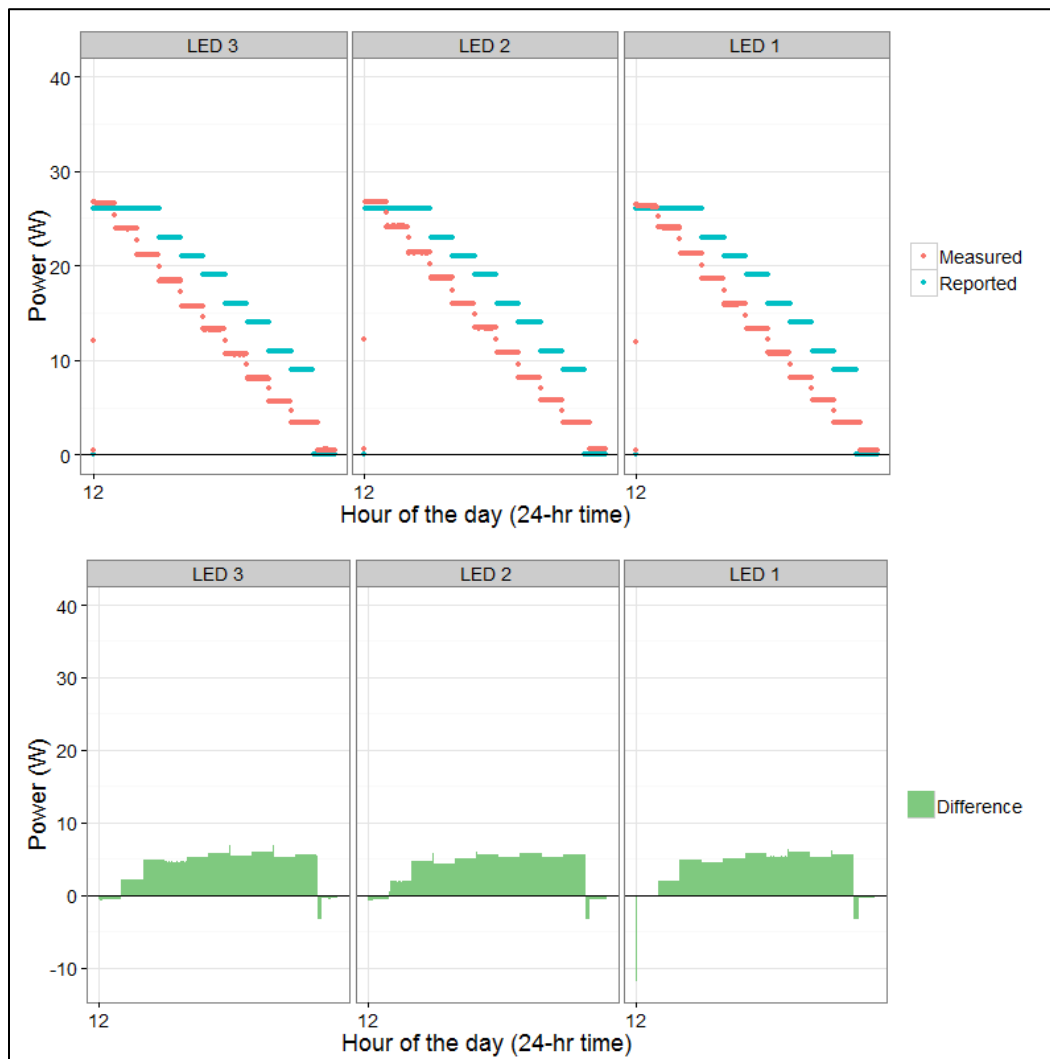 LED 3 LED 2 LED 1
40
30
20
10
0
Power (W)
Measured
Reported
12 12 12
Hour of the day (24-hr time)
LED 3 LED 2 LED 1
40
30
20
10
0
-10
Power (W)
Difference
12 12 12
Hour of the day (24-hr time)